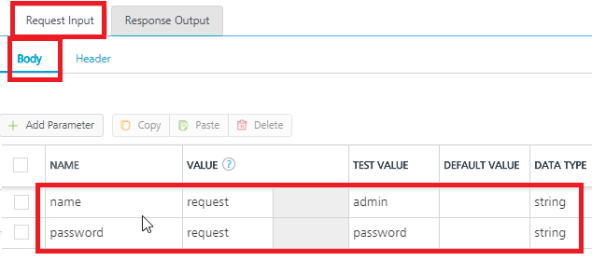 Request Input Response Output
Body Header
+ Add Parameter Copy Paste Delete
NAME VALUE ? TEST VALUE DEFAULT VALUE DATA TYPE
name request admin string
password request password string